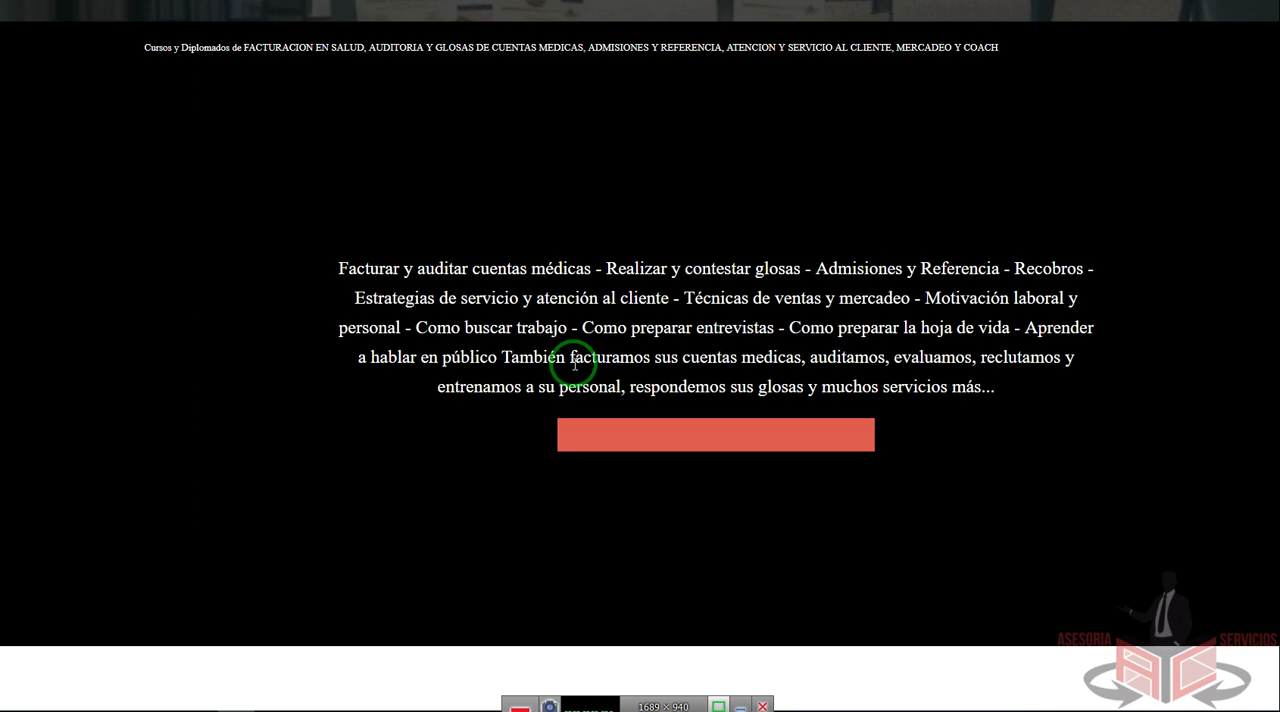 Cursos y Diplomados de FACTURACION EN SALUD, AUDITORIA Y GLOSAS DE CUENTAS MEDICAS, ADMISIONES Y REFERENCIA, ATENCION Y SERVICIO AL CLIENTE, MERCADEO Y COACH
Facturar y auditar cuentas médicas - Realizar y contestar glosas - Admisiones y Referencia - Recobros -
Estrategias de servicio y atención al cliente - Técnicas de ventas y mercadeo - Motivación laboral y
personal - Como buscar trabajo - Como preparar entrevistas - Como preparar la hoja de vida - Aprender
a hablar en público También facturamos sus cuentas medicas, auditamos, evaluamos, reclutamos y
entrenamos a su personal, respondemos sus glosas y muchos servicios más...
ASESORIA SERVICIOS
AC
1689 × 940